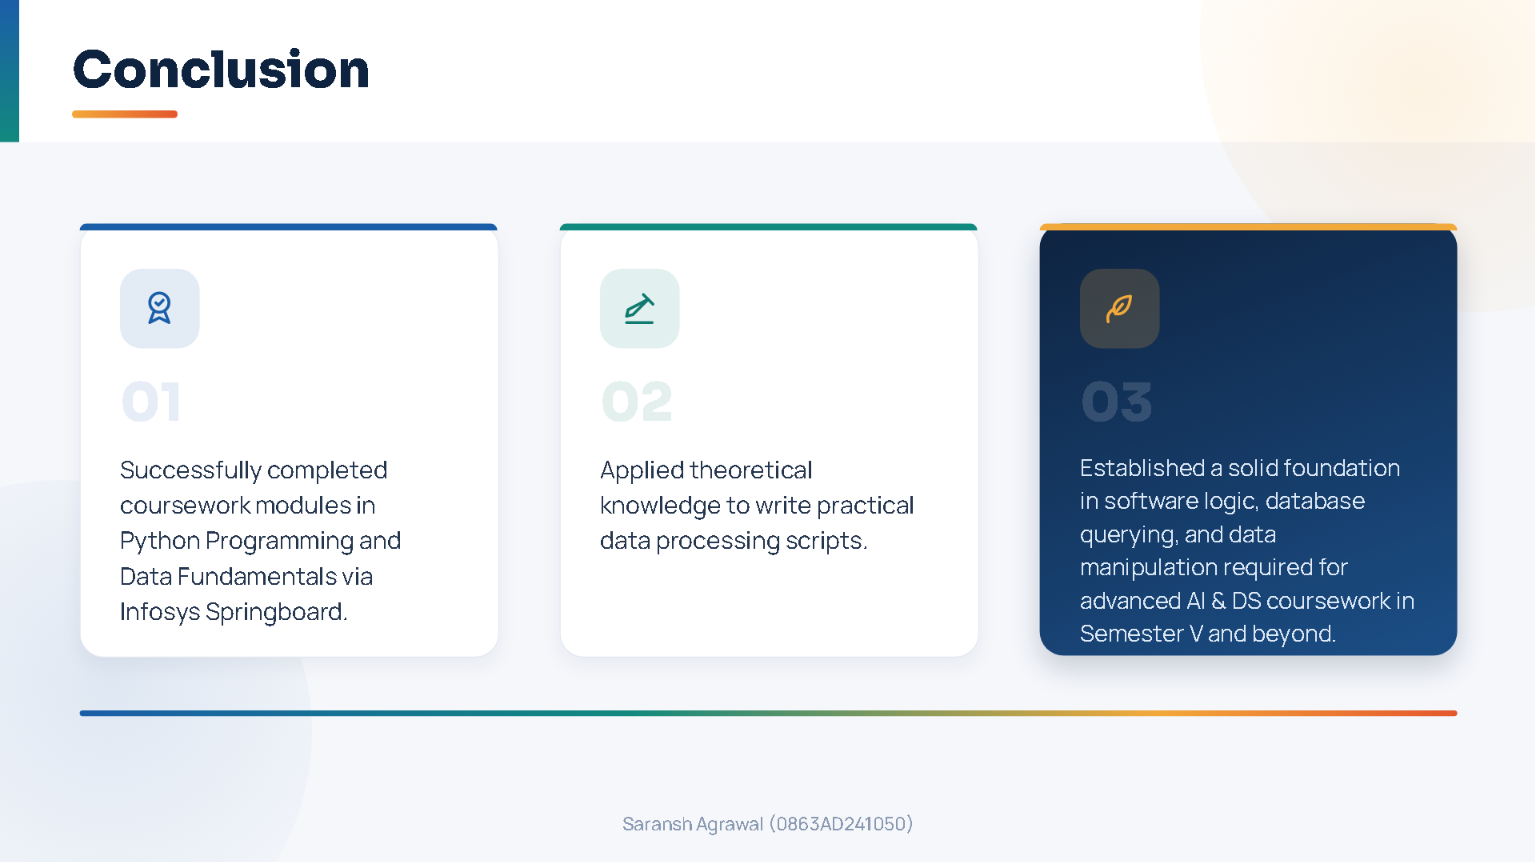 Conclusion
01
Successfully completed
coursework modules in
Python Programming and
Data Fundamentals via
Infosys Springboard.
02
Applied theoretical
knowledge to write practical
data processing scripts.
03
Established a solid foundation
in software logic, database
querying, and data
manipulation required for
advanced AI & DS coursework in
Semester V and beyond.
Saransh Agrawal (0863AD241050)